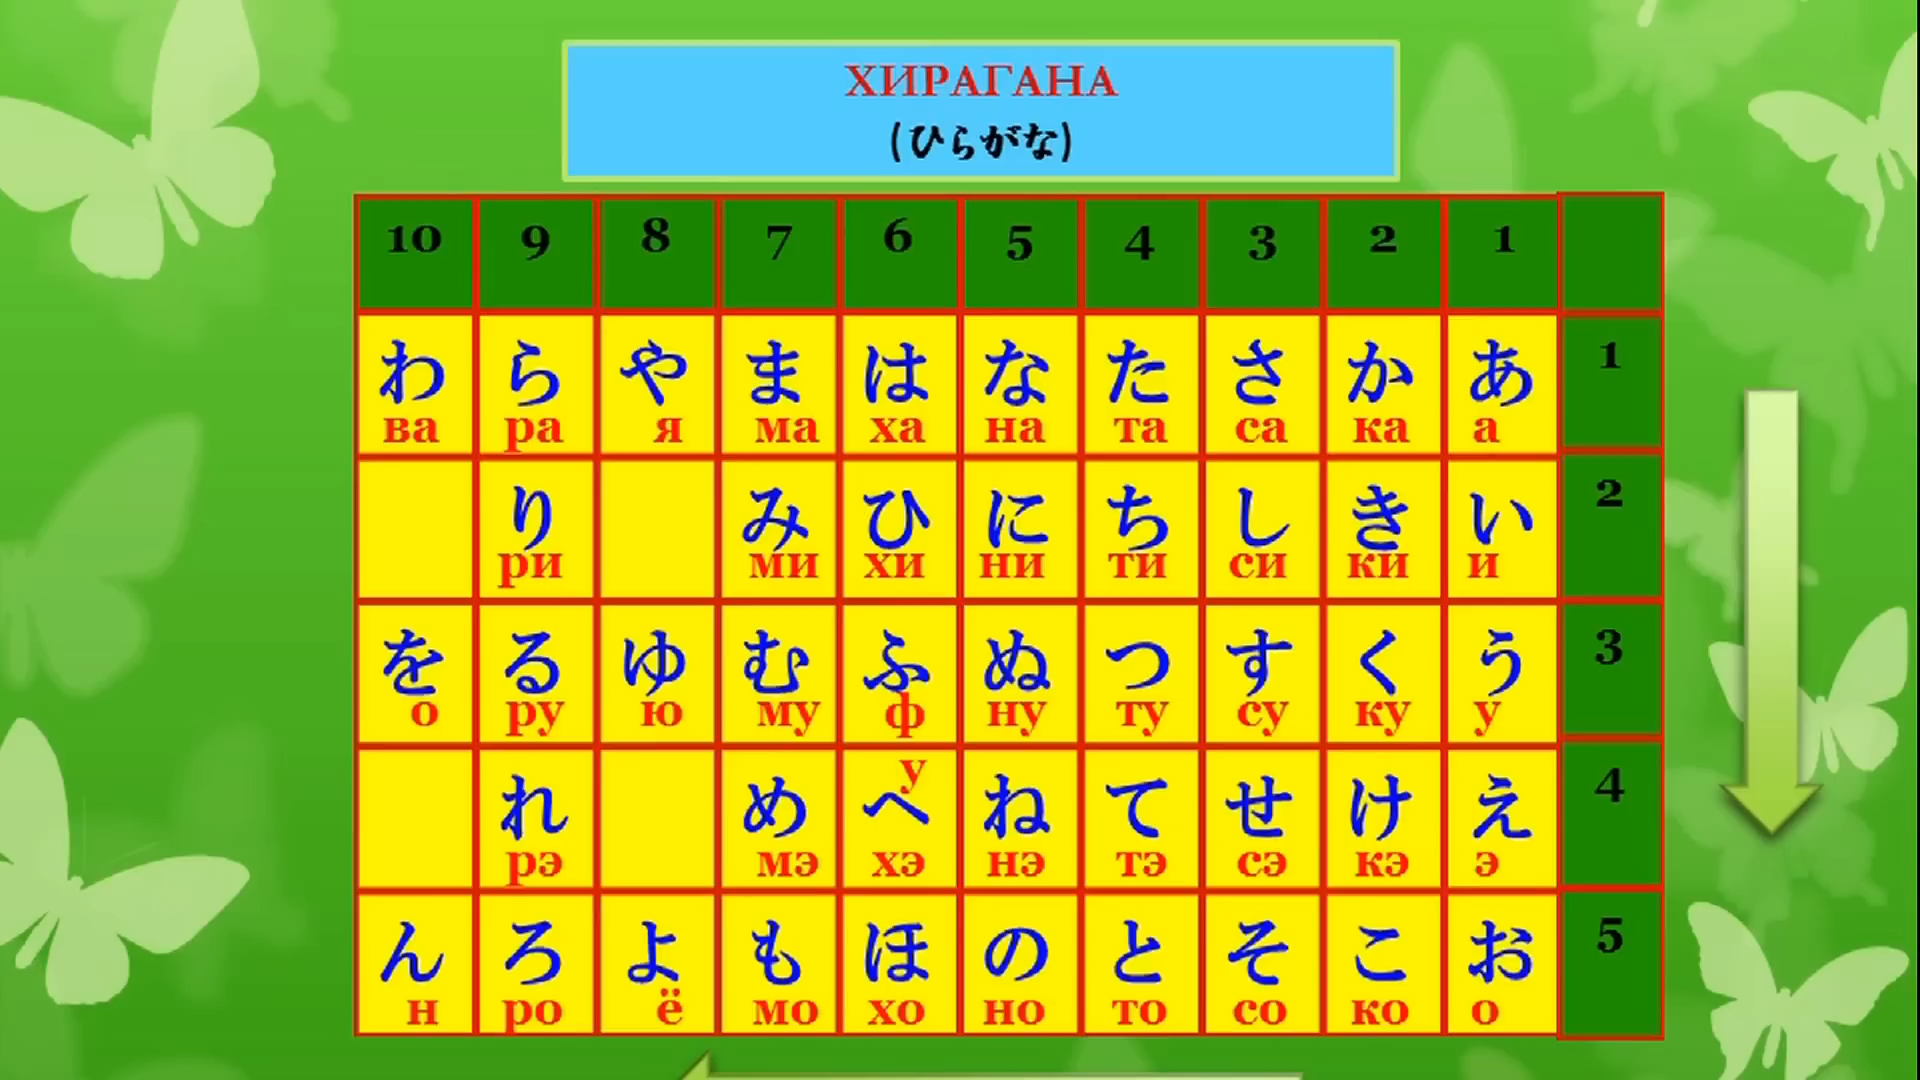 ХИРАГАНА
(ひらがな)
10 9 8 7 6 5 4 3 2 1
わ ら や ま は な た さ か あ 1
ва ра я ма ха на та са ка а
り み ひ に ち し き い 2
ри ми хи ни ти си ки и
を る ゆ む ふ ぬ つ す く う 3
о ру ю му ф ну ту су ку у
у
れ め へ ね て せ け え 4
рэ мэ хэ нэ тэ сэ кэ э
ん ろ よ も ほ の と そ こ お 5
н ро ё мо хо но то со ко о